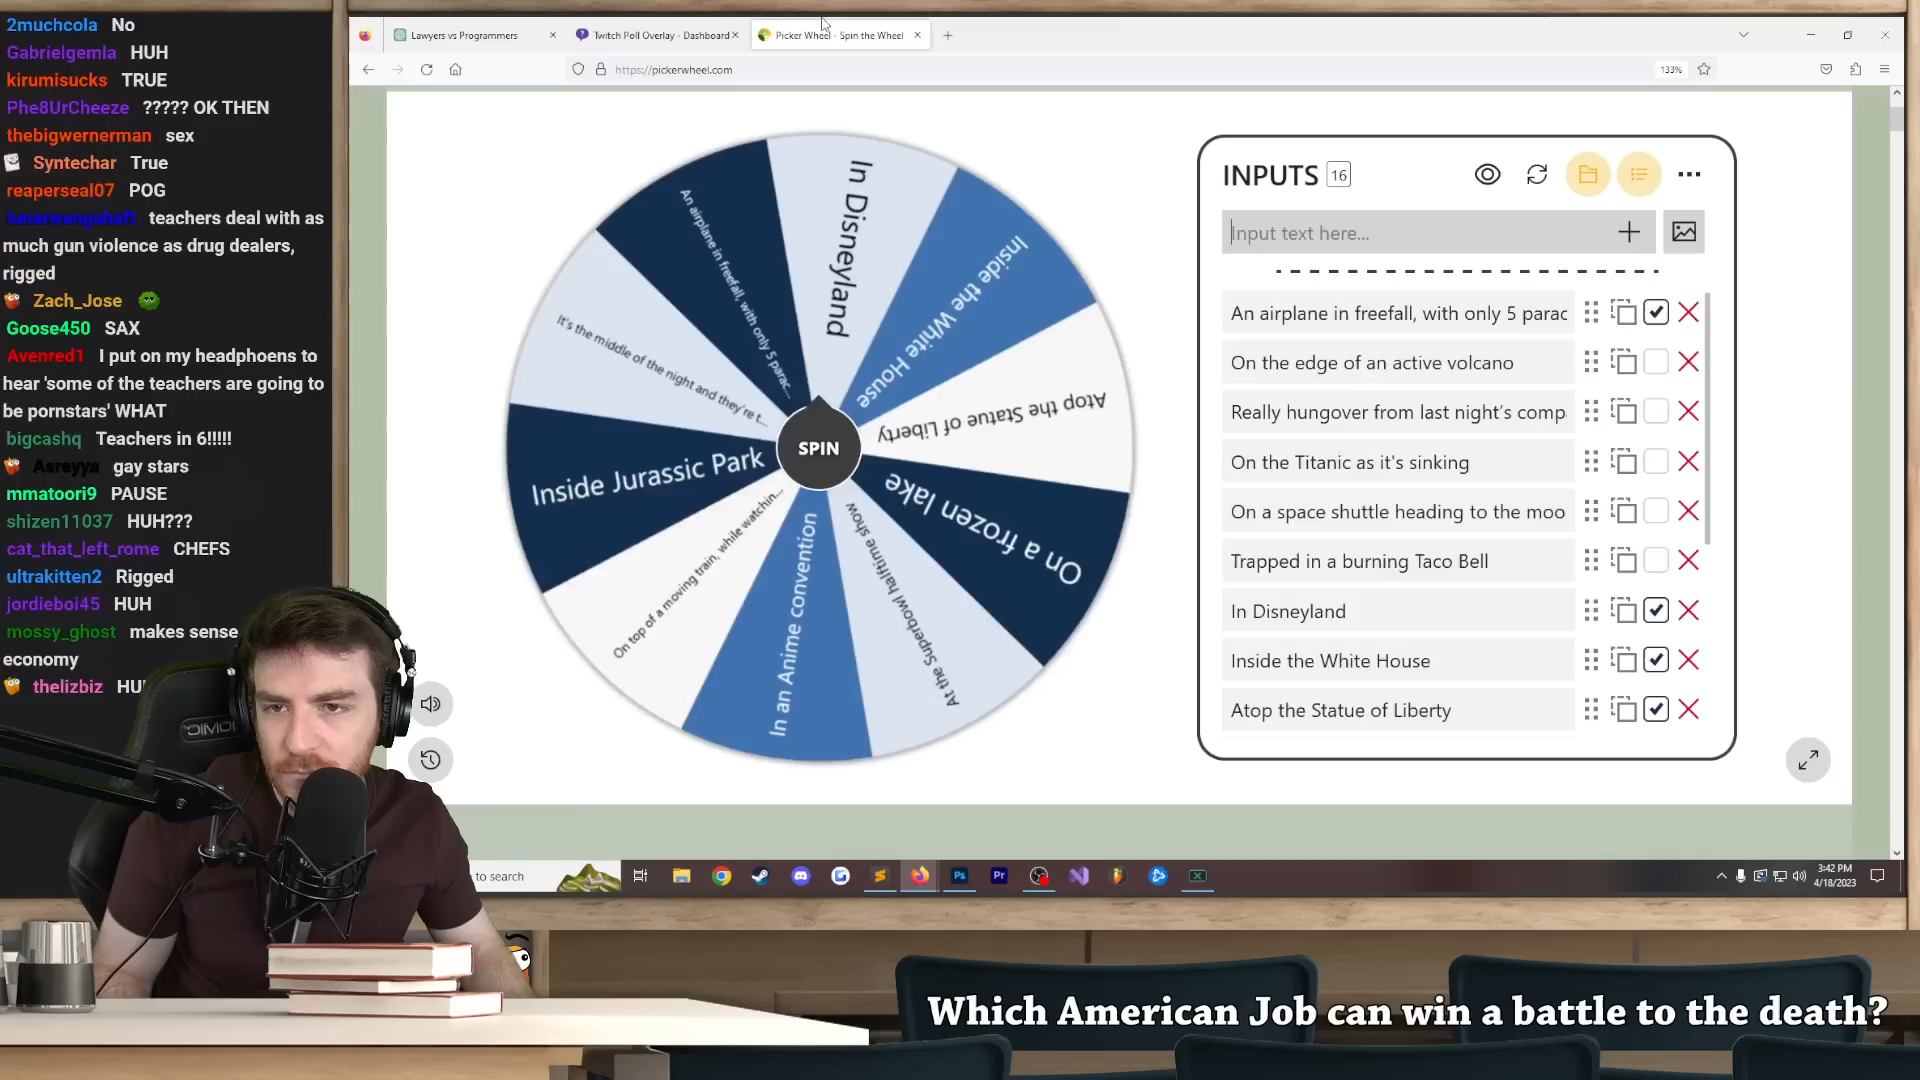 2muchcola No
Gabrielgemla HUH
kirumisucks TRUE
Phe8UrCheeze ????? OK THEN
thebigwernerman sex
Syntechar True
reaperseal07 POG
lunarwangshaft teachers deal with as
much gun violence as drug dealers,
rigged
Zach_Jose
Goose450 SAX
Avenred1 I put on my headphoens to
hear 'some of the teachers are going to
be pornstars' WHAT
bigcashq Teachers in 6!!!!!
Asreyya gay stars
mmatoori9 PAUSE
shizen11037 HUH???
cat_that_left_rome CHEFS
ultrakitten2 Rigged
jordieboi45 HUH
mossy_ghost makes sense
economy
thelizbiz HU
Lawyers vs Programmers
Twitch Poll Overlay - Dashboard
Picker Wheel - Spin the Wheel
https://pickerwheel.com
133%
In Disneyland
Inside the White House
Atop the Statue of Liberty
On a frozen lake
At the Superbowl halftime show
In an Anime convention
On top of a moving train, while watchin...
Inside Jurassic Park
It's the middle of the night and they're t...
An airplane in freefall, with only 5 parac...
SPIN
INPUTS 16
Input text here...
An airplane in freefall, with only 5 parac
On the edge of an active volcano
Really hungover from last night's comp
On the Titanic as it's sinking
On a space shuttle heading to the moo
Trapped in a burning Taco Bell
In Disneyland
Inside the White House
Atop the Statue of Liberty
to search
Pr
3:42 PM
4/18/2023
Which American Job can win a battle to the death?